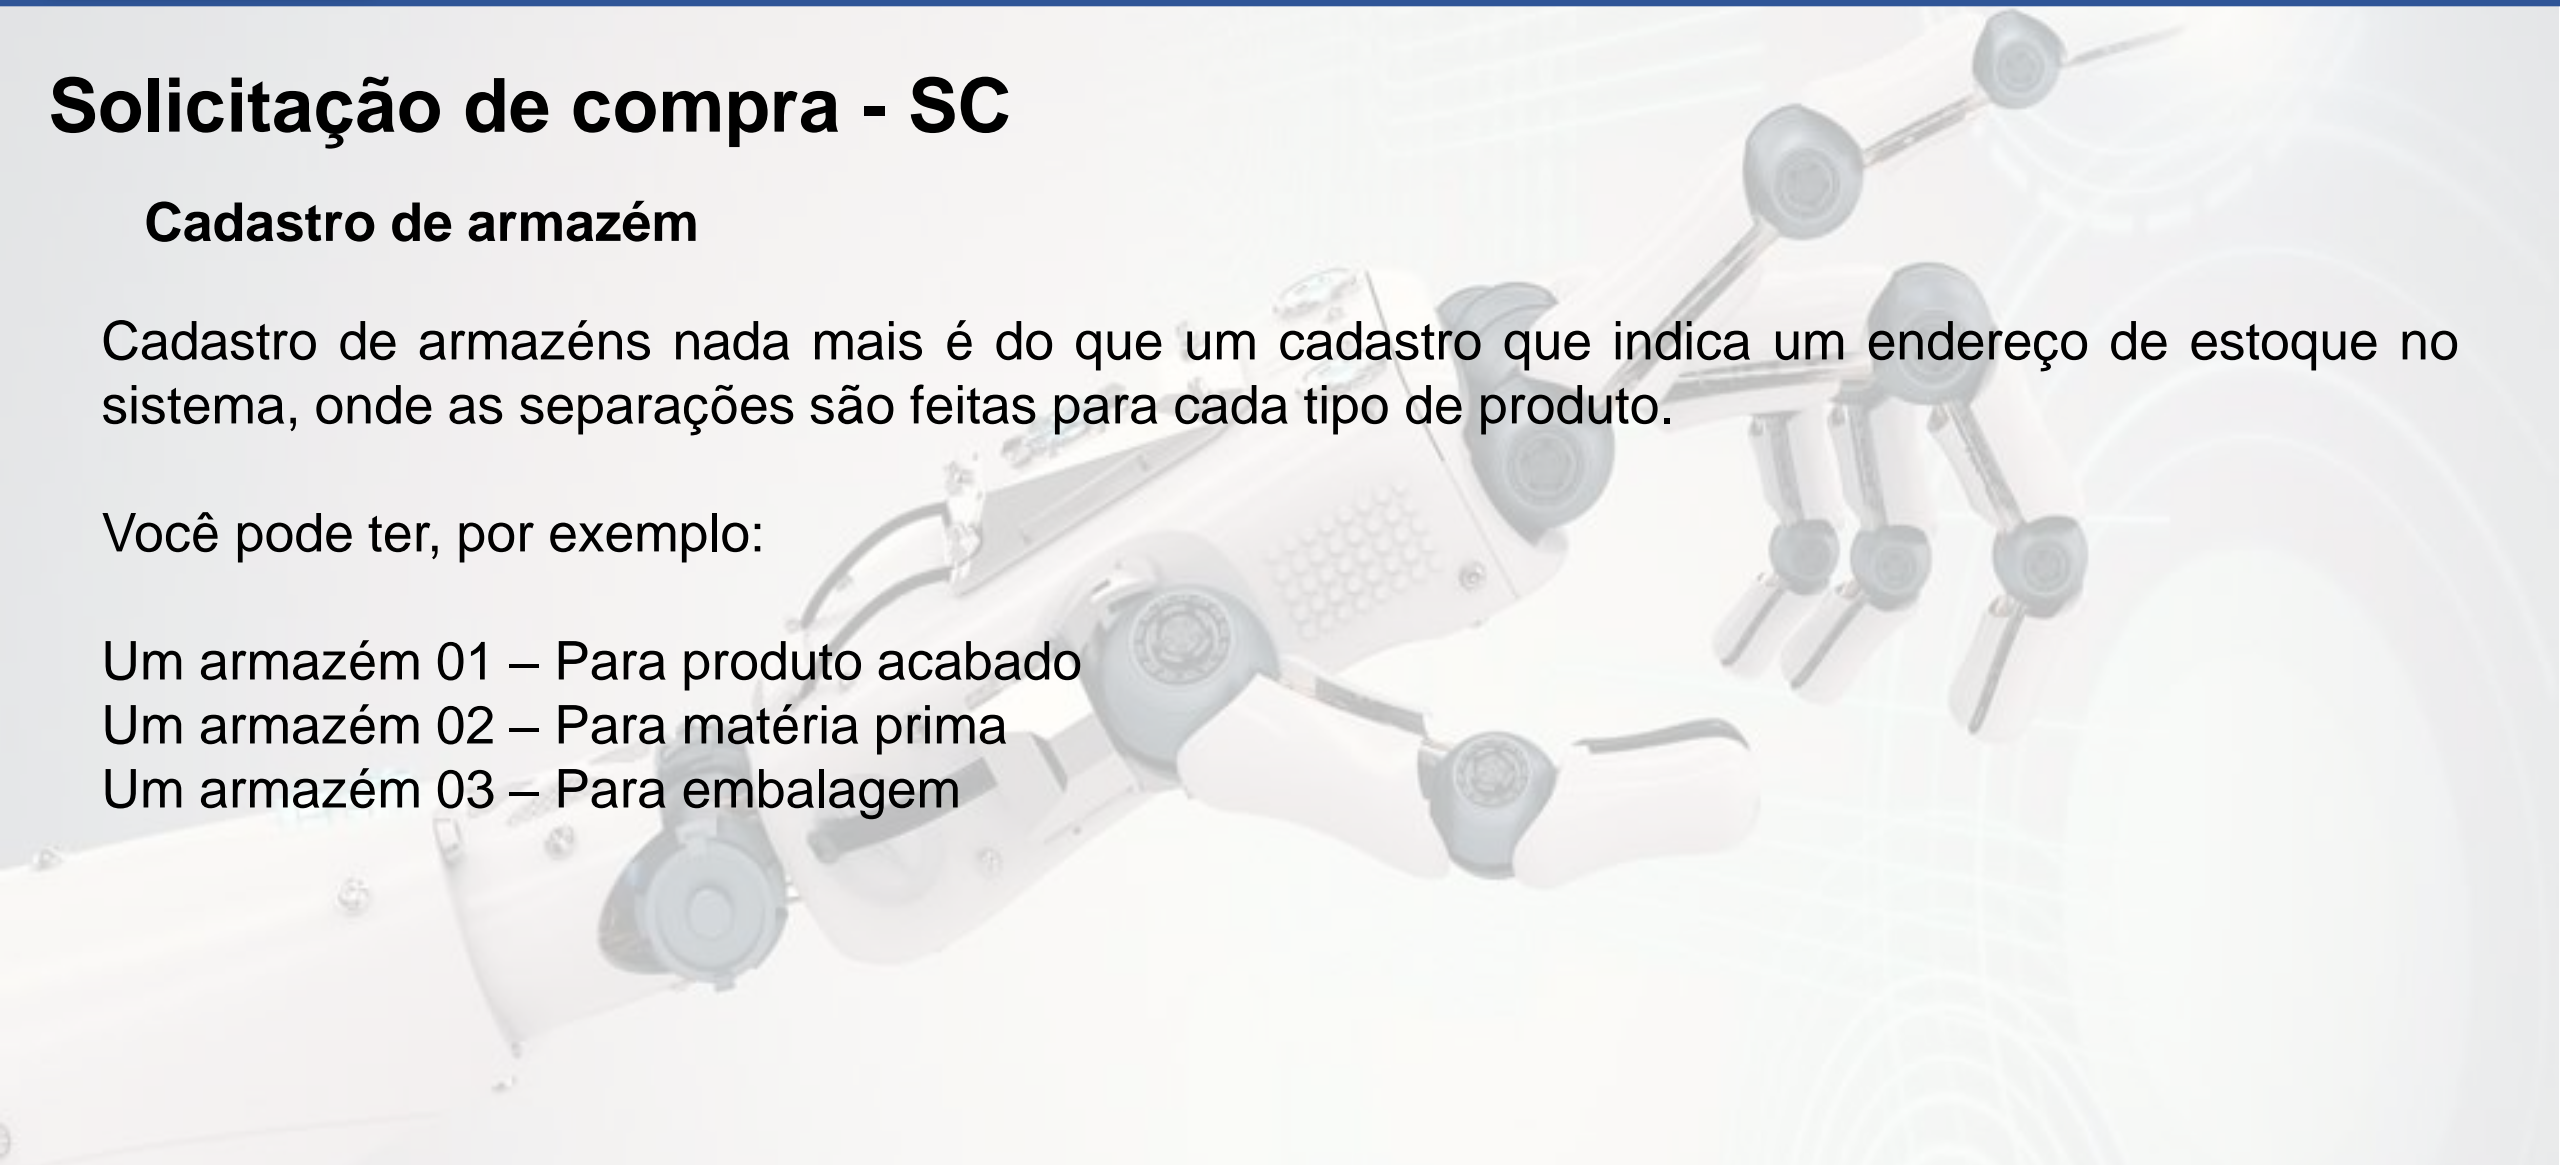 Solicitação de compra - SC
Cadastro de armazém
Cadastro de armazéns nada mais é do que um cadastro que indica um endereço de estoque no
sistema, onde as separações são feitas para cada tipo de produto.
Você pode ter, por exemplo:
Um armazém 01 – Para produto acabado
Um armazém 02 – Para matéria prima
Um armazém 03 – Para embalagem